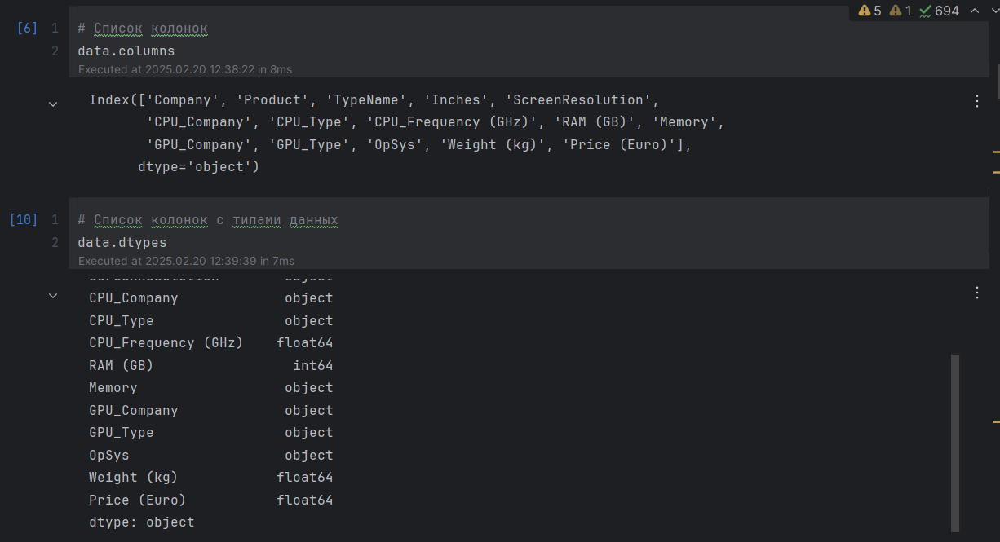 5 1 694
[6] 1 # Список колонок
2 data.columns
Executed at 2025.02.20 12:38:22 in 8ms
Index(['Company', 'Product', 'TypeName', 'Inches', 'ScreenResolution',
'CPU_Company', 'CPU_Type', 'CPU_Frequency (GHz)', 'RAM (GB)', 'Memory',
'GPU_Company', 'GPU_Type', 'OpSys', 'Weight (kg)', 'Price (Euro)'],
dtype='object')
[10] 1 # Список колонок с типами данных
2 data.dtypes
Executed at 2025.02.20 12:39:39 in 7ms
ScreenResolution object
CPU_Company object
CPU_Type object
CPU_Frequency (GHz) float64
RAM (GB) int64
Memory object
GPU_Company object
GPU_Type object
OpSys object
Weight (kg) float64
Price (Euro) float64
dtype: object